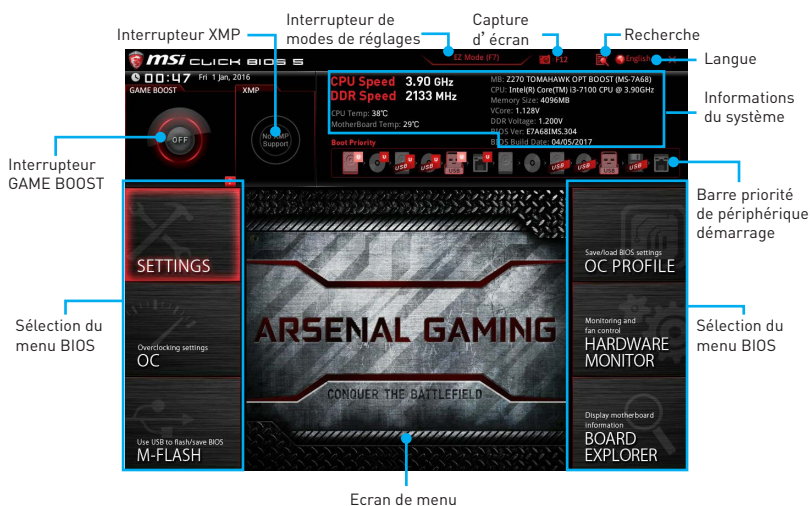 Interrupteur XMP
Interrupteur de
modes de réglages
Capture
d’ écran
Recherche
Langue
msi CLICK BIOS 5
EZ Mode (F7)
F12
English
00:47 Fri 1 Jan, 2016
GAME BOOST
XMP
OFF
No XMP
Support
CPU Speed 3.90 GHz
DDR Speed 2133 MHz
CPU Temp: 38°C
MotherBoard Temp: 29°C
MB: Z270 TOMAHAWK OPT BOOST (MS-7A68)
CPU: Intel(R) Core(TM) i3-7100 CPU @ 3.90GHz
Memory Size: 4096MB
VCore: 1.128V
DDR Voltage: 1.200V
BIOS Ver: E7A68IMS.304
BIOS Build Date: 04/05/2017
Boot Priority
USB USB USB USB USB USB
Informations
du système
Interrupteur
GAME BOOST
Barre priorité
de périphérique
démarrage
SETTINGS
Overclocking settings
OC
Use USB to flash/save BIOS
M-FLASH
Sélection du
menu BIOS
ARSENAL GAMING
CONQUER THE BATTLEFIELD
Save/load BIOS settings
OC PROFILE
Monitoring and
fan control
HARDWARE
MONITOR
Display motherboard
information
BOARD
EXPLORER
Sélection du
menu BIOS
Ecran de menu